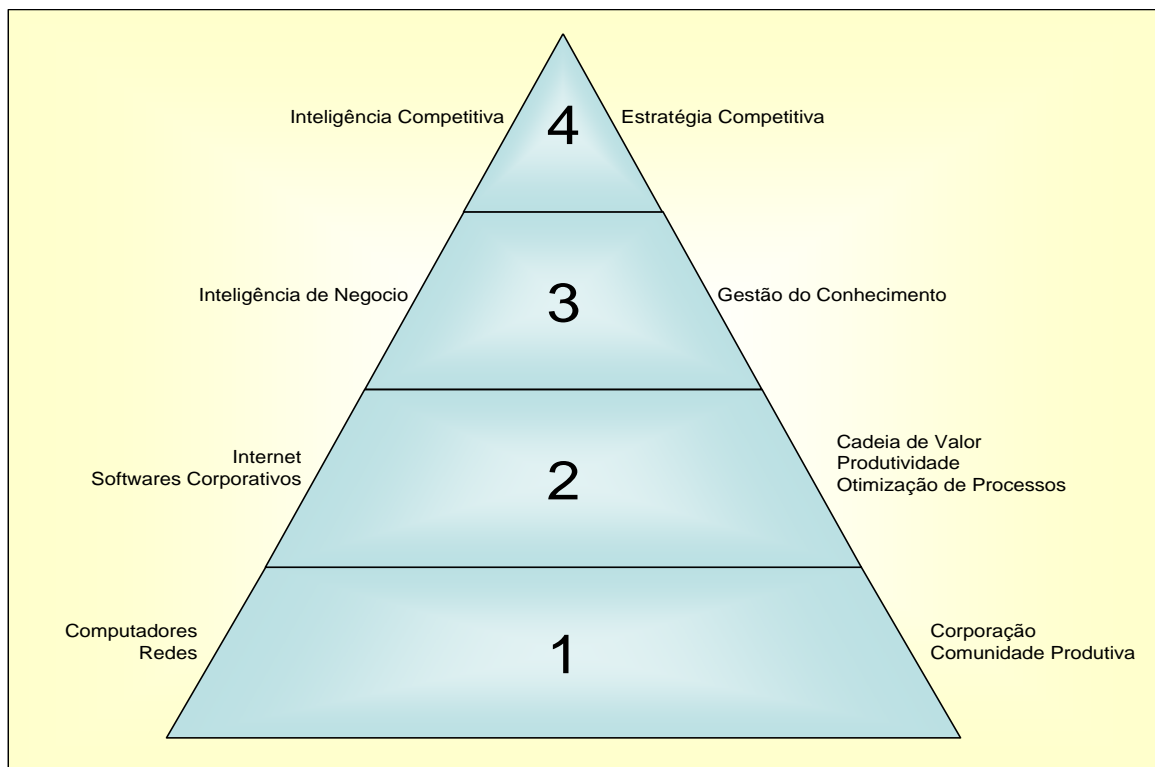 Inteligência Competitiva
4
Estratégia Competitiva
Inteligência de Negocio
3
Gestão do Conhecimento
Internet
Softwares Corporativos
2
Cadeia de Valor
Produtividade
Otimização de Processos
Computadores
Redes
1
Corporação
Comunidade Produtiva